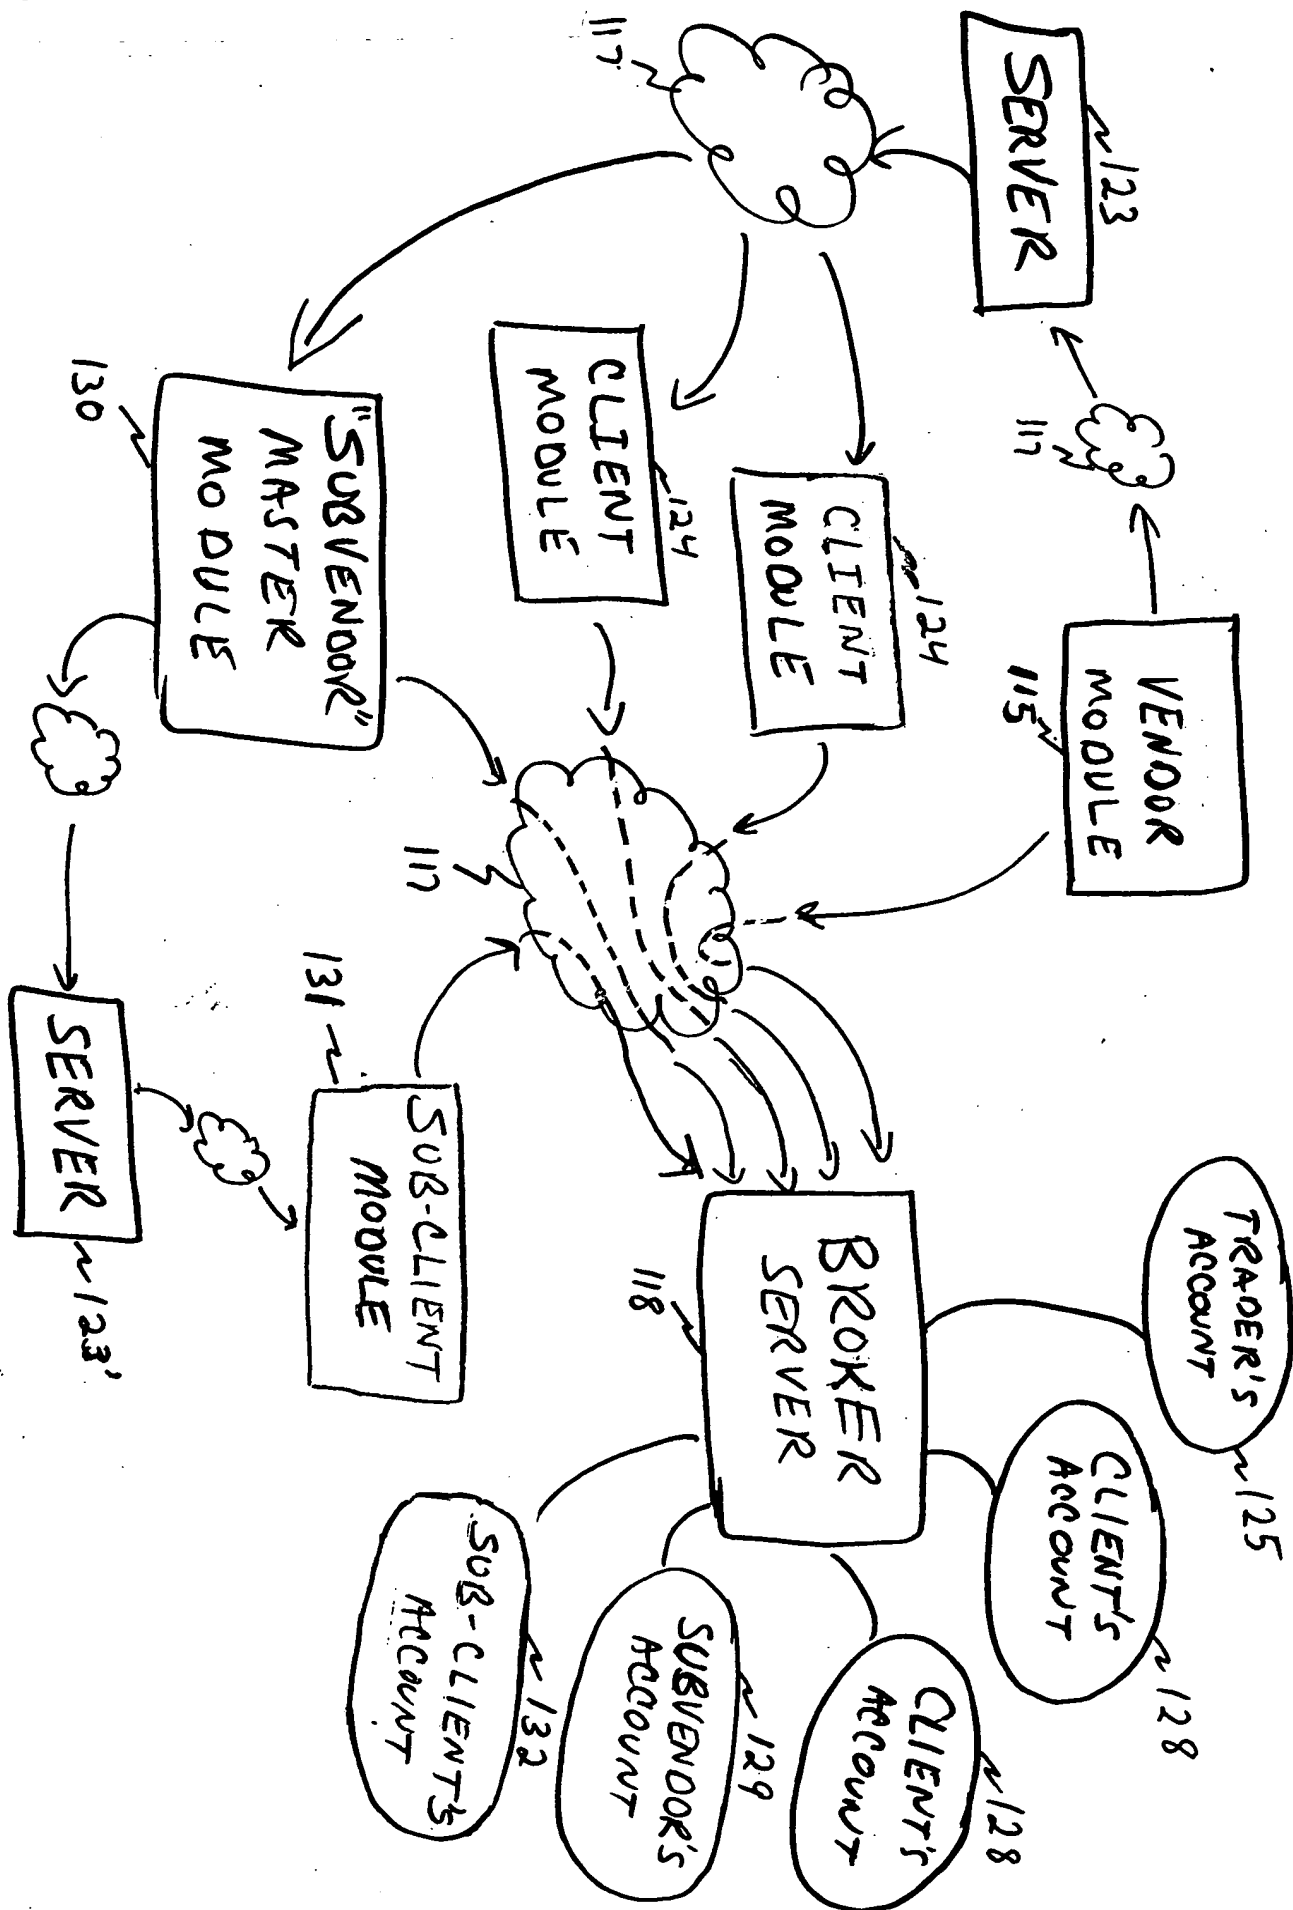 SERVER
123
117
117
VENDOR
MODULE
115
CLIENT
MODULE
124
CLIENT
MODULE
124
"SUBVENDOR"
MASTER
MODULE
130
117
SERVER
123'
SUB-CLIENT
MODULE
131
BROKER
SERVER
118
TRADER'S
ACCOUNT
125
CLIENT'S
ACCOUNT
128
CLIENT'S
ACCOUNT
128
SUBVENDOR'S
ACCOUNT
129
SUB-CLIENT'S
ACCOUNT
132